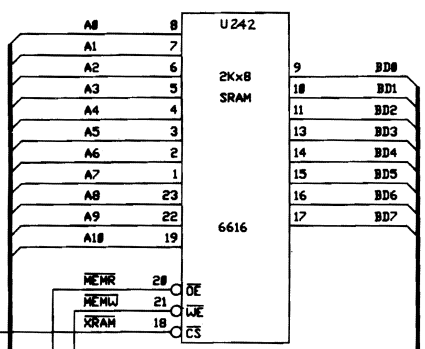 A0 8 U242
A1 7
A2 6 2Kx8 9 BD0
A3 5 SRAM 10 BD1
A4 4 11 BD2
A5 3 13 BD3
A6 2 14 BD4
A7 1 15 BD5
A8 23 16 BD6
A9 22 6616 17 BD7
A10 19
MEMR 20 OE
MEMW 21 WE
XRAM 18 CS